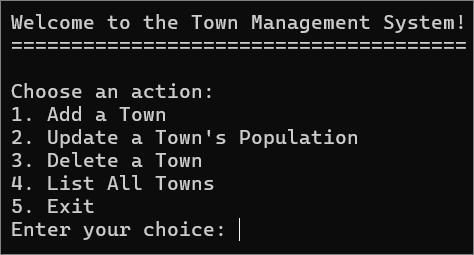 Welcome to the Town Management System!
======================================
Choose an action:
1. Add a Town
2. Update a Town's Population
3. Delete a Town
4. List All Towns
5. Exit
Enter your choice: